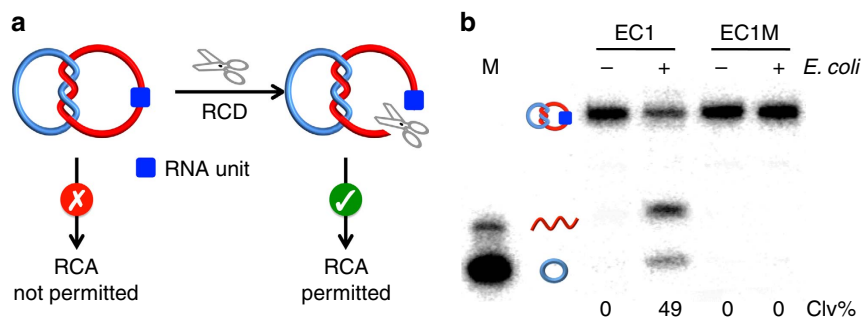 a
RCD
RNA unit
RCA
not permitted
RCA
permitted
b
EC1 EC1M
M − + − + E. coli
0 49 0 0 Clv%